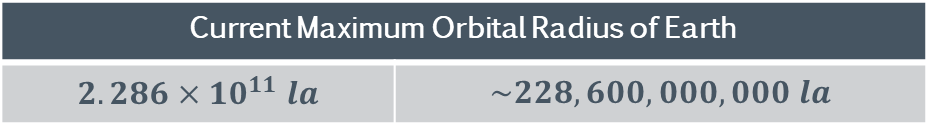 Current Maximum Orbital Radius of Earth
2.286 × 10¹¹ la
~228,600,000,000 la